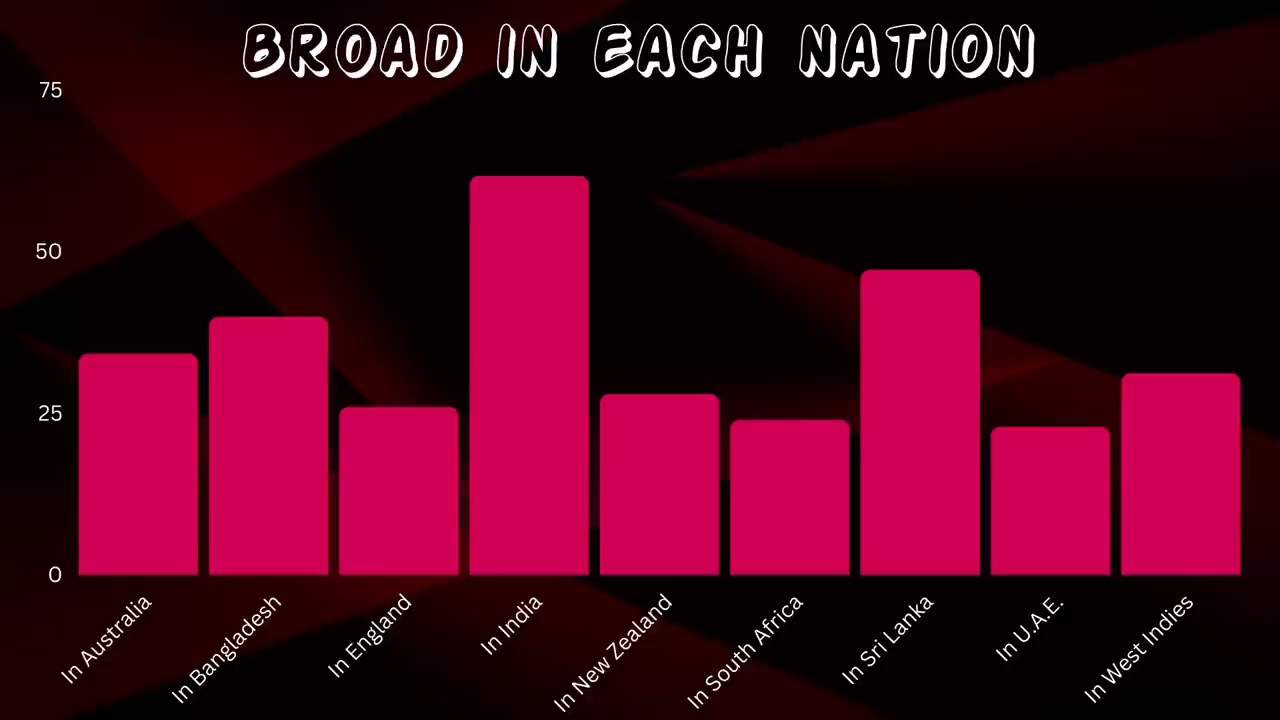 BROAD IN EACH NATION
75
50
25
0
In Australia
In Bangladesh
In England
In India
In New Zealand
In South Africa
In Sri Lanka
In U.A.E.
In West Indies